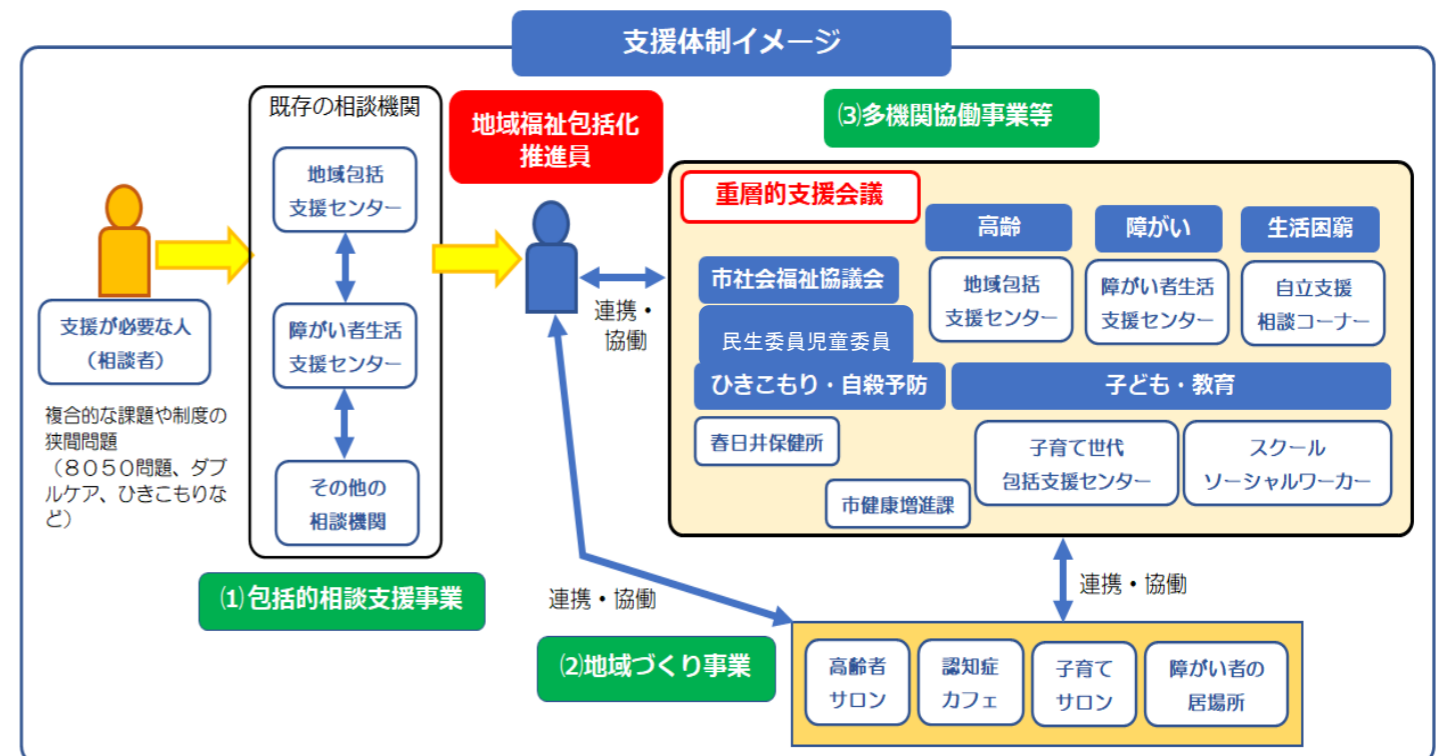 支援体制イメージ
既存の相談機関
地域包括
支援センター
障がい者生活
支援センター
その他の
相談機関
支援が必要な人
（相談者）
複合的な課題や制度の
狭間問題
（８０５０問題、ダブ
ルケア、ひきこもりな
ど）
⑴包括的相談支援事業
地域福祉包括化
推進員
連携・
協働
連携・協働
⑶多機関協働事業等
重層的支援会議
市社会福祉協議会
民生委員児童委員
高齢
地域包括
支援センター
障がい
障がい者生活
支援センター
生活困窮
自立支援
相談コーナー
ひきこもり・自殺予防
春日井保健所
市健康増進課
子ども・教育
子育て世代
包括支援センター
スクール
ソーシャルワーカー
連携・協働
⑵地域づくり事業
高齢者
サロン
認知症
カフェ
子育て
サロン
障がい者の
居場所